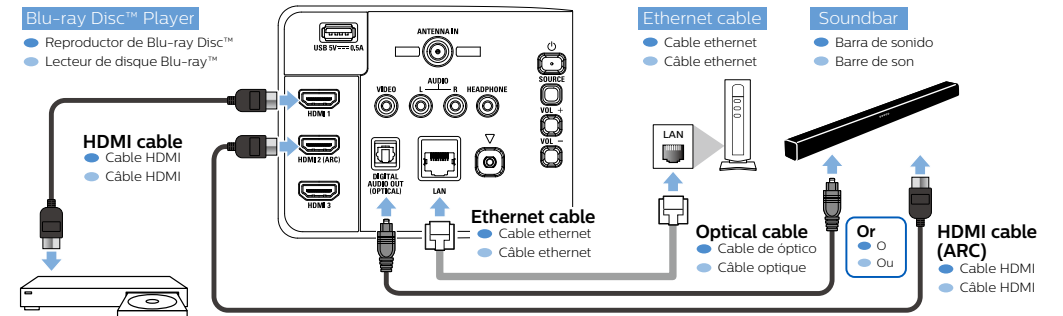 Blu-ray Disc™ Player
Reproductor de Blu-ray Disc™
Lecteur de disque Blu-ray™
HDMI cable
Cable HDMI
Câble HDMI
USB 5V⎓0.5A
ANTENNA IN
VIDEO
AUDIO
L R
HEADPHONE
HDMI 1
HDMI 2 (ARC)
HDMI 3
DIGITAL
AUDIO OUT
(OPTICAL)
LAN
SOURCE
VOL +
VOL −
Ethernet cable
Cable ethernet
Câble ethernet
Ethernet cable
Cable ethernet
Câble ethernet
LAN
Soundbar
Barra de sonido
Barre de son
Optical cable
Cable de óptico
Câble optique
Or
O
Ou
HDMI cable
(ARC)
Cable HDMI
Câble HDMI